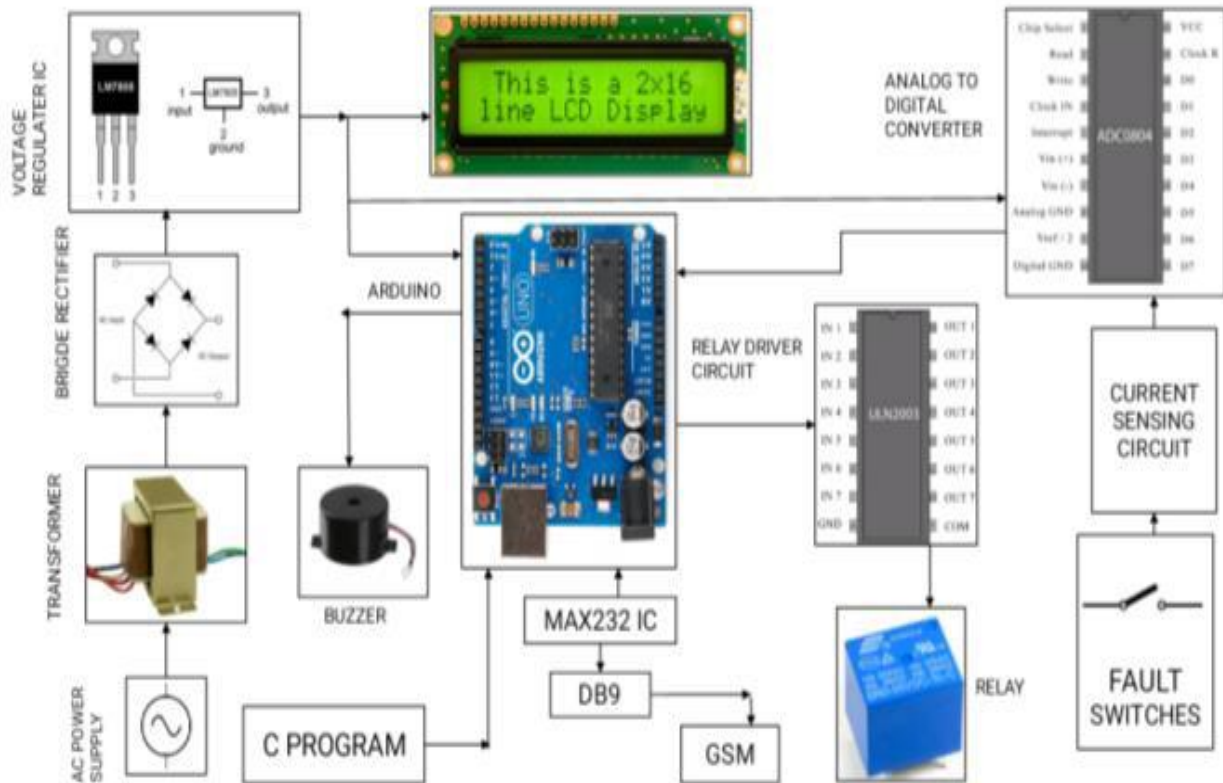 VOLTAGE
REGULATER IC
LM7805
1
input
LM7805
3
output
2
ground
1 2 3
This is a 2x16
line LCD Display
ANALOG TO
DIGITAL
CONVERTER
Chip Select
Read
Write
Clock IN
Interrupt
Vin (+)
Vin (-)
Analog GND
Vref / 2
Digital GND
ADC0804
VCC
Clock R
D0
D1
D2
D3
D4
D5
D6
D7
BRIGDE RECTIFIER
ARDUINO
UNO
ARDUINO
RELAY DRIVER
CIRCUIT
IN 1
IN 2
IN 3
IN 4
IN 5
IN 6
IN 7
GND
ULN2003
OUT 1
OUT 2
OUT 3
OUT 4
OUT 5
OUT 6
OUT 7
COM
CURRENT
SENSING
CIRCUIT
TRANSFORMER
BUZZER
MAX232 IC
DB9
GSM
C PROGRAM
RELAY
FAULT
SWITCHES
AC POWER
SUPPLY